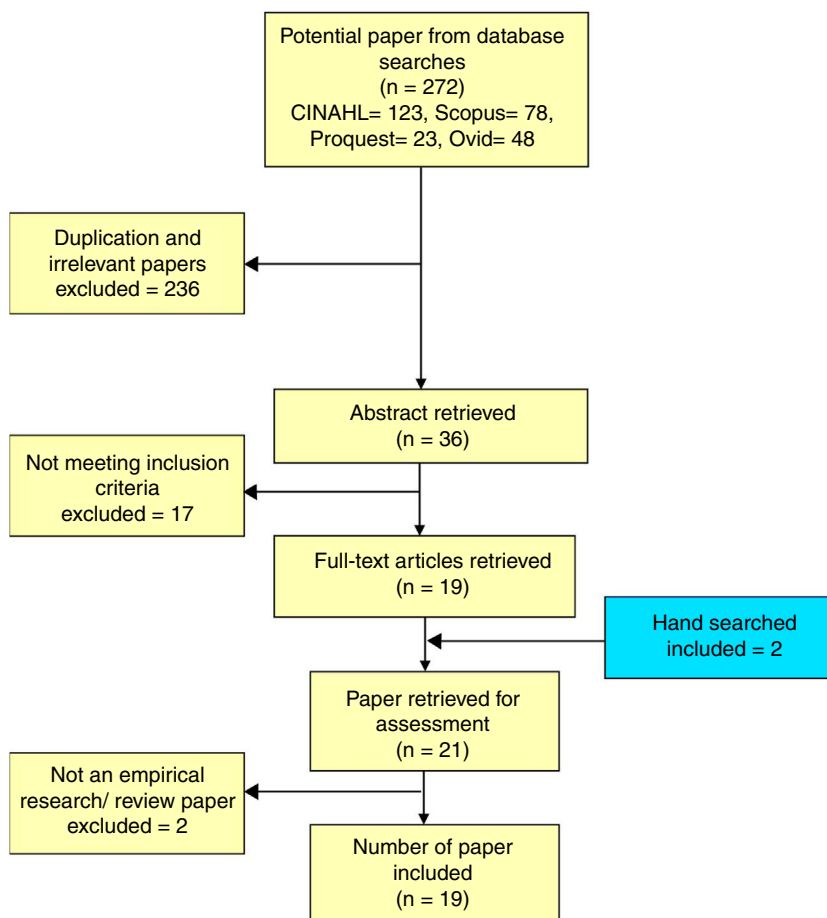 Potential paper from database
searches
(n = 272)
CINAHL= 123, Scopus= 78,
Proquest= 23, Ovid= 48
Duplication and
irrelevant papers
excluded = 236
Abstract retrieved
(n = 36)
Not meeting inclusion
criteria
excluded = 17
Full-text articles retrieved
(n = 19)
Hand searched
included = 2
Paper retrieved for
assessment
(n = 21)
Not an empirical
research/ review paper
excluded = 2
Number of paper
included
(n = 19)